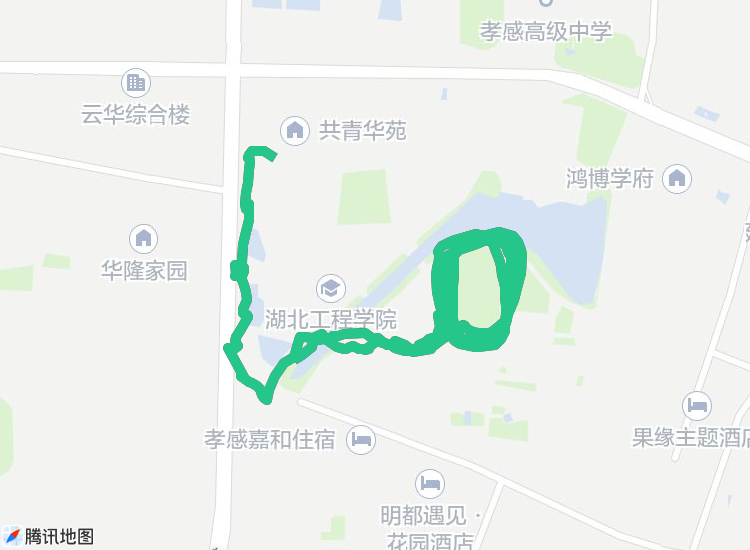 孝感高级中学
云华综合楼
共青华苑
鸿博学府
华隆家园
湖北工程学院
孝感嘉和住宿
果缘主题酒店
明都遇见·
花园酒店
腾讯地图